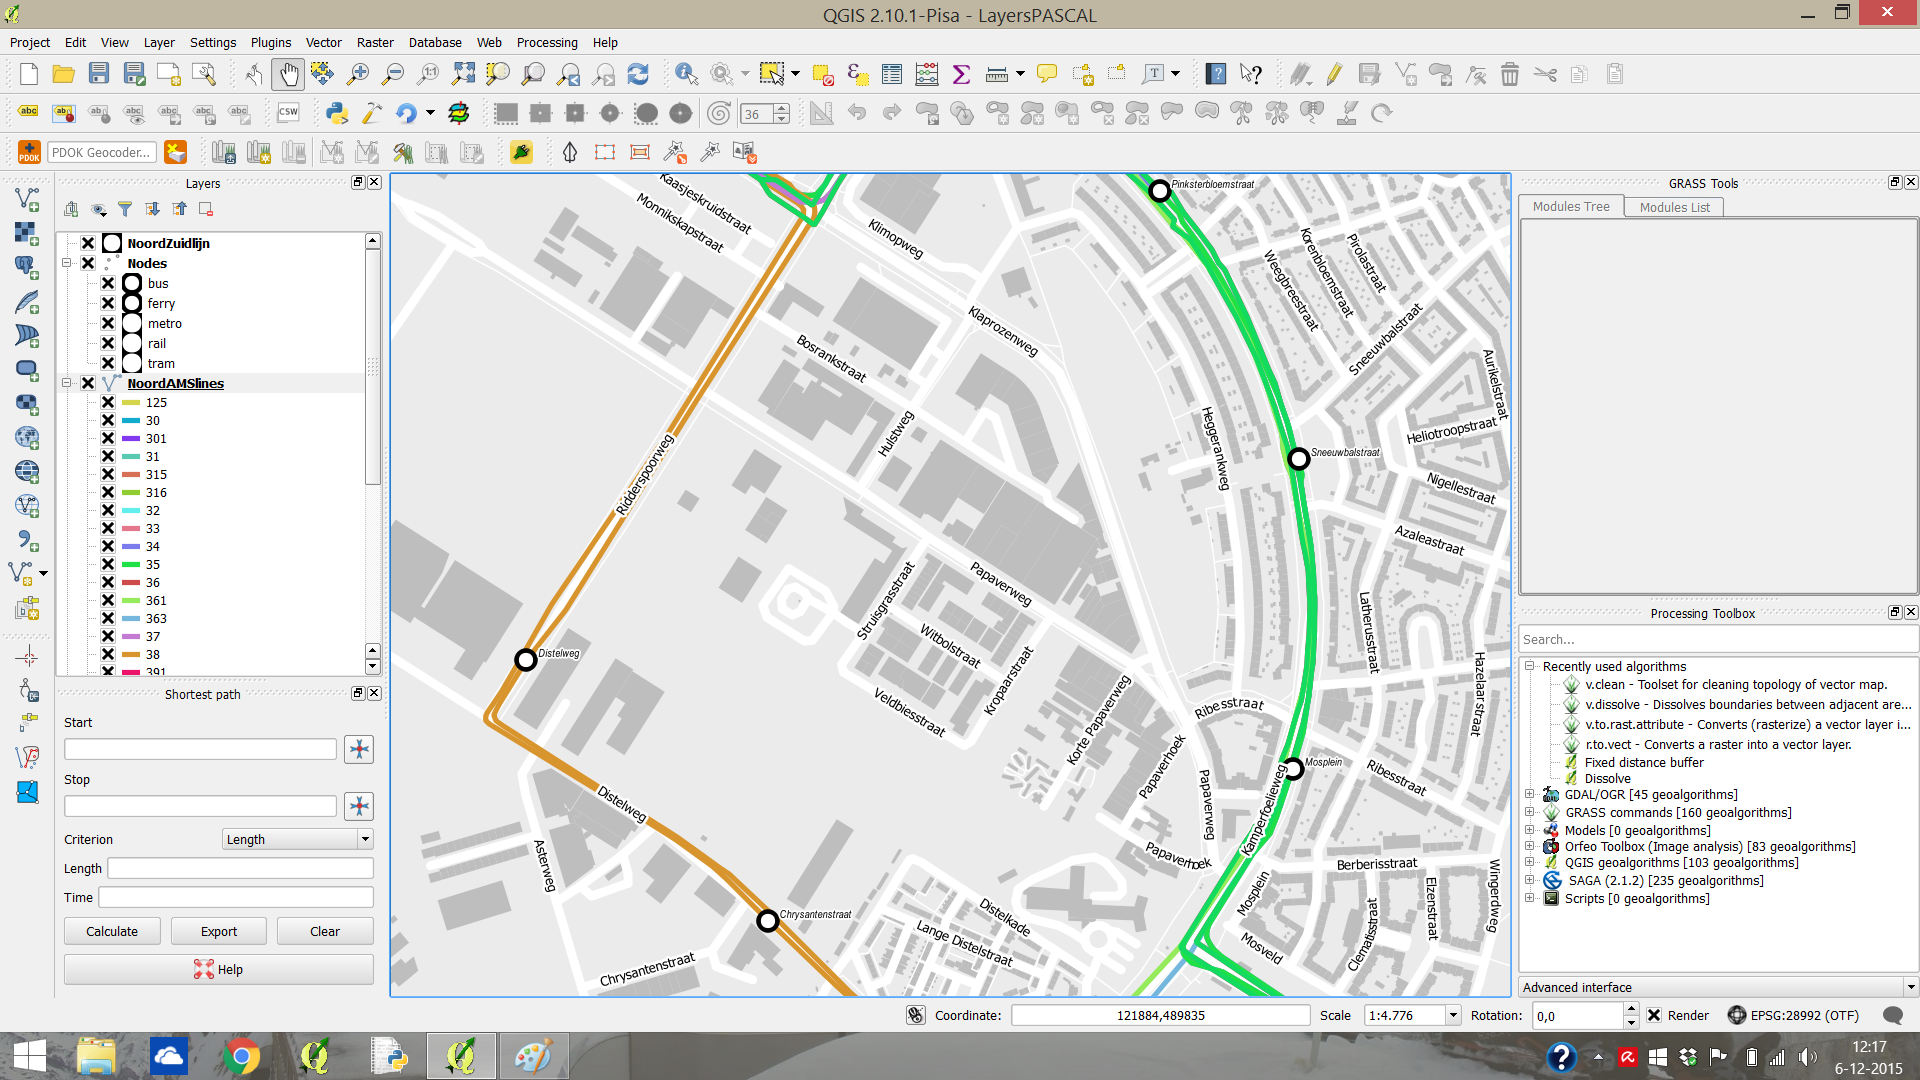 QGIS 2.10.1-Pisa - LayersPASCAL
Project Edit View Layer Settings Plugins Vector Raster Database Web Processing Help
abc abc CSW 36
PDOK PDOK Geocoder...
Layers
NoordZuidlijn
Nodes
bus
ferry
metro
rail
tram
NoordAMSlines
125
30
301
31
315
316
32
33
34
35
36
361
363
37
38
391
Shortest path
Start
Stop
Criterion Length
Length
Time
Calculate Export Clear
Help
Kaasjeskruidstraat
Monnikskapstraat
Klimopweg
Pinksterbloemstraat
Korenbloemstraat
Pirolastraat
Weegbreestraat
Klaprozenweg
Bosrankstraat
Sneeuwbalstraat
Aurikelstraat
Hulstweg
Heggerankweg
Heliotroopstraat
Ridderspoorweg
Sneeuwbalstraat
Nigellestraat
Azaleastraat
Papaverweg
Struisgrasstraat
Witbolstraat
Kropaarstraat
Latherusstraat
Distelweg
Veldbiesstraat
Korte Papaverweg
Ribesstraat
Hazelaarstraat
Papaverhoek
Papaverweg
Mosplein
Ribesstraat
Kamperfoelieweg
Distelweg
Asterweg
Papaverhoek
Berberisstraat
Wingerdweg
Mosplein
Elzenstraat
Clematisstraat
Chrysantenstraat
Distelkade
Lange Distelstraat
Mosveld
Chrysantenstraat
GRASS Tools
Modules Tree Modules List
Processing Toolbox
Search...
Recently used algorithms
v.clean - Toolset for cleaning topology of vector map.
v.dissolve - Dissolves boundaries between adjacent are...
v.to.rast.attribute - Converts (rasterize) a vector layer i...
r.to.vect - Converts a raster into a vector layer.
Fixed distance buffer
Dissolve
GDAL/OGR [45 geoalgorithms]
GRASS commands [160 geoalgorithms]
Models [0 geoalgorithms]
Orfeo Toolbox (Image analysis) [83 geoalgorithms]
QGIS geoalgorithms [103 geoalgorithms]
SAGA (2.1.2) [235 geoalgorithms]
Scripts [0 geoalgorithms]
Advanced interface
Coordinate: 121884,489835 Scale 1:4.776 Rotation: 0,0 Render EPSG:28992 (OTF)
12:17
6-12-2015